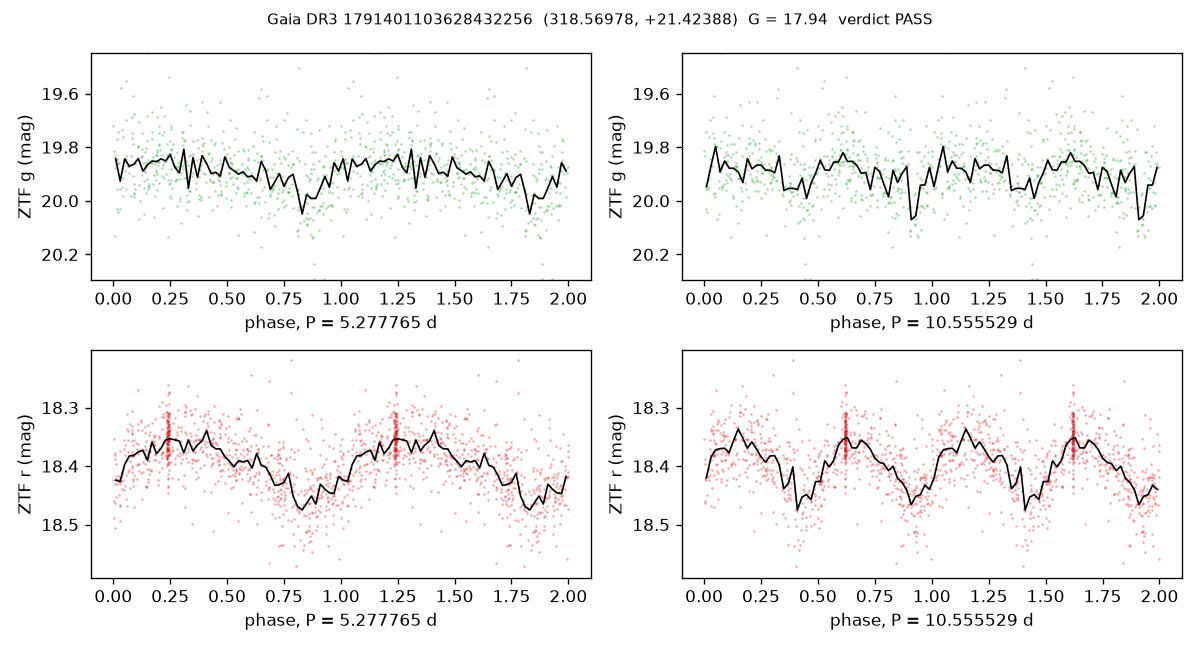 Gaia DR3 1791401103628432256  (318.56978, +21.42388)  G = 17.94  verdict PASS
ZTF g (mag)
19.6
19.8
20.0
20.2
0.00 0.25 0.50 0.75 1.00 1.25 1.50 1.75 2.00
phase, P = 5.277765 d
ZTF g (mag)
19.6
19.8
20.0
20.2
0.00 0.25 0.50 0.75 1.00 1.25 1.50 1.75 2.00
phase, P = 10.555529 d
ZTF r (mag)
18.3
18.4
18.5
0.00 0.25 0.50 0.75 1.00 1.25 1.50 1.75 2.00
phase, P = 5.277765 d
ZTF r (mag)
18.3
18.4
18.5
0.00 0.25 0.50 0.75 1.00 1.25 1.50 1.75 2.00
phase, P = 10.555529 d